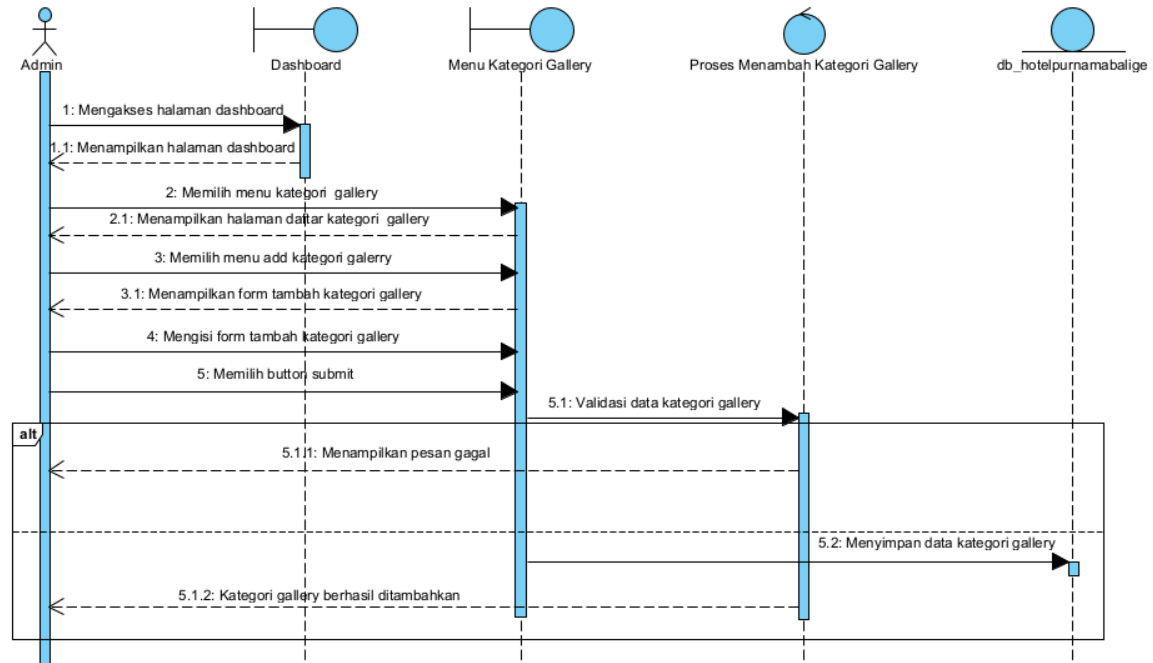 Admin
Dashboard
Menu Kategori Gallery
Proses Menambah Kategori Gallery
db_hotelpurnamabalige
1: Mengakses halaman dashboard
1.1: Menampilkan halaman dashboard
2: Memilih menu kategori gallery
2.1: Menampilkan halaman daftar kategori gallery
3: Memilih menu add kategori galerry
3.1: Menampilkan form tambah kategori gallery
4: Mengisi form tambah kategori gallery
5: Memilih button submit
5.1: Validasi data kategori gallery
alt
5.1.1: Menampilkan pesan gagal
5.2: Menyimpan data kategori gallery
5.1.2: Kategori gallery berhasil ditambahkan